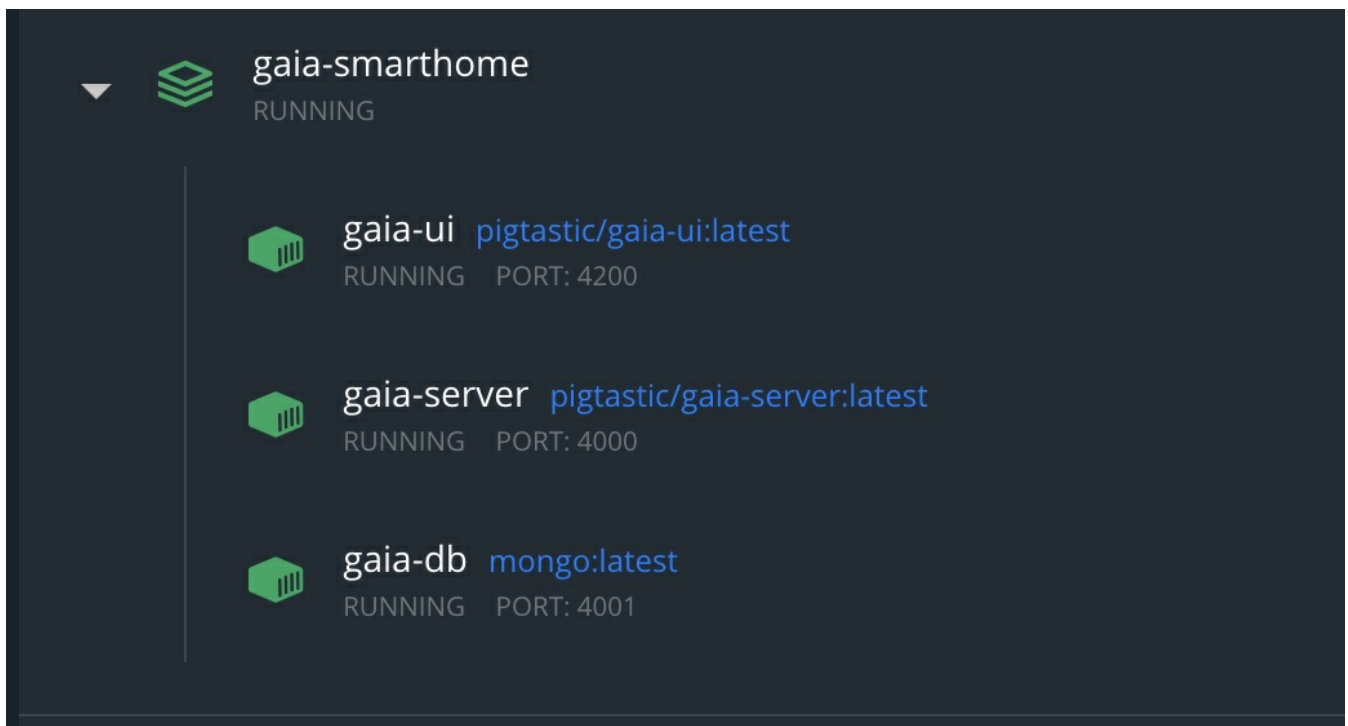 gaia-smarthome
RUNNING
gaia-ui pigtastic/gaia-ui:latest
RUNNING PORT: 4200
gaia-server pigtastic/gaia-server:latest
RUNNING PORT: 4000
gaia-db mongo:latest
RUNNING PORT: 4001